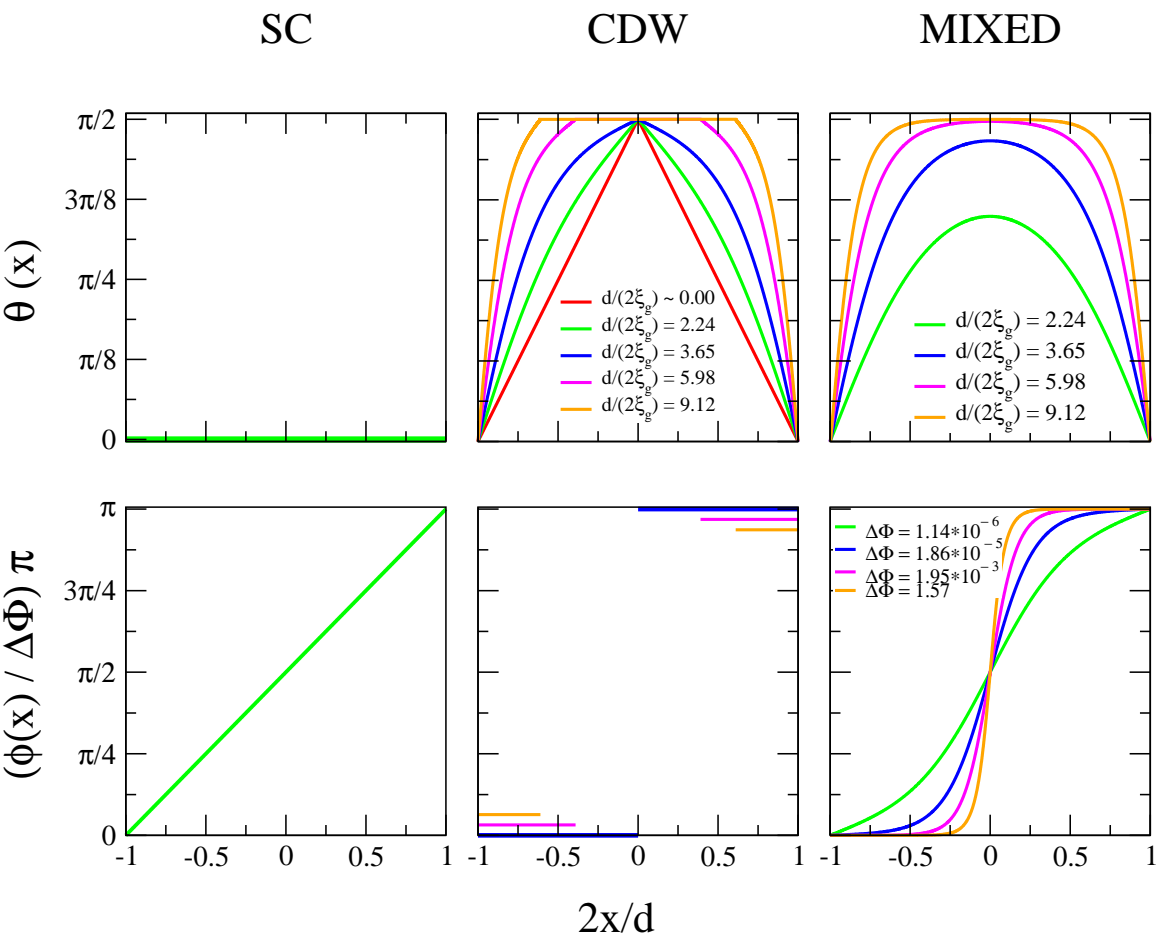 SC CDW MIXED
π/2
3π/8
π/4
π/8
0
θ (x)
d/(2ξg) ~ 0.00
d/(2ξg) = 2.24
d/(2ξg) = 3.65
d/(2ξg) = 5.98
d/(2ξg) = 9.12
d/(2ξg) = 2.24
d/(2ξg) = 3.65
d/(2ξg) = 5.98
d/(2ξg) = 9.12
π
3π/4
π/2
π/4
0
(ϕ(x) / ΔΦ) π
ΔΦ = 1.14*10⁻⁶
ΔΦ = 1.86*10⁻⁵
ΔΦ = 1.95*10⁻³
ΔΦ = 1.57
-1 -0.5 0 0.5 1 -1 -0.5 0 0.5 1 -1 -0.5 0 0.5 1
2x/d